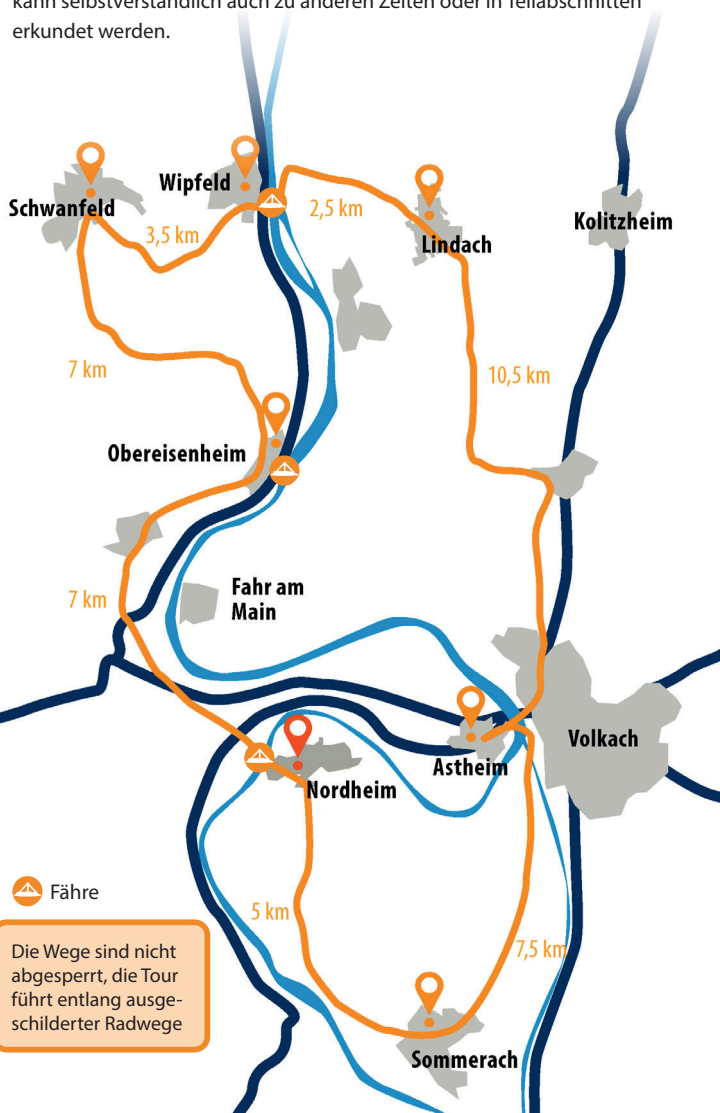 kann selbstverständlich auch zu anderen Zeiten oder in Teilabschnitten
erkundet werden.
Wipfeld
Schwanfeld
2,5 km
Kolitzheim
3,5 km
Lindach
7 km
10,5 km
Obereisenheim
Fahr am
Main
7 km
Volkach
Astheim
Nordheim
Fähre
5 km
7,5 km
Die Wege sind nicht
abgesperrt, die Tour
führt entlang ausge-
schilderter Radwege
Sommerach